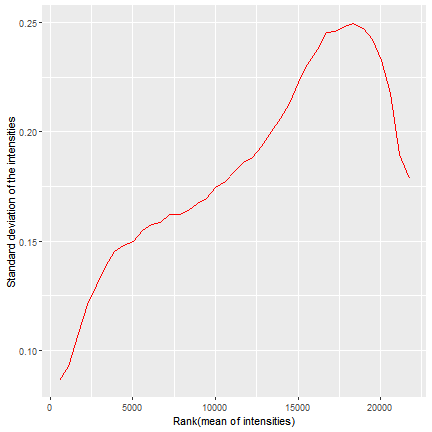 0.25
0.20
0.15
0.10
Standard deviation of the intensities
0 5000 10000 15000 20000
Rank(mean of intensities)